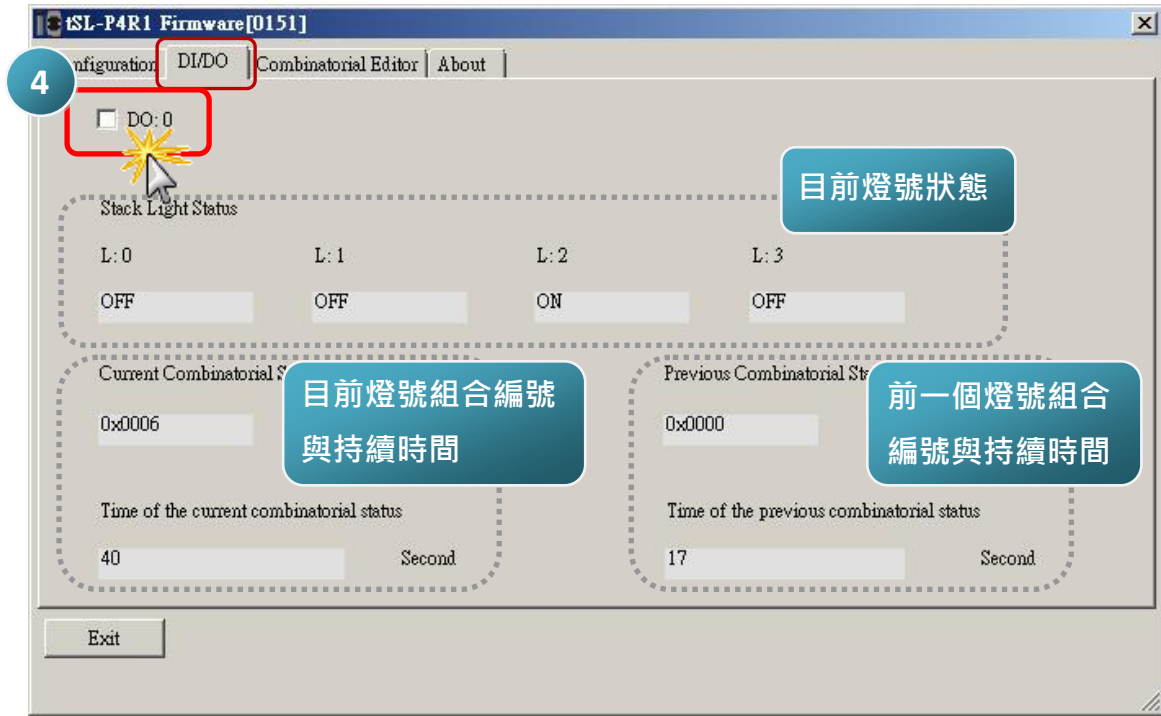 tSL-P4R1 Firmware[0151]
nfiguration DI/DO Combinatorial Editor About
4
DO: 0
目前燈號狀態
Stack Light Status
L: 0 L: 1 L: 2 L: 3
OFF OFF ON OFF
Current Combinatorial S
Previous Combinatorial Sta
目前燈號組合編號
與持續時間
前一個燈號組合
編號與持續時間
0x0006 0x0000
Time of the current combinatorial status Time of the previous combinatorial status
40 Second 17 Second
Exit